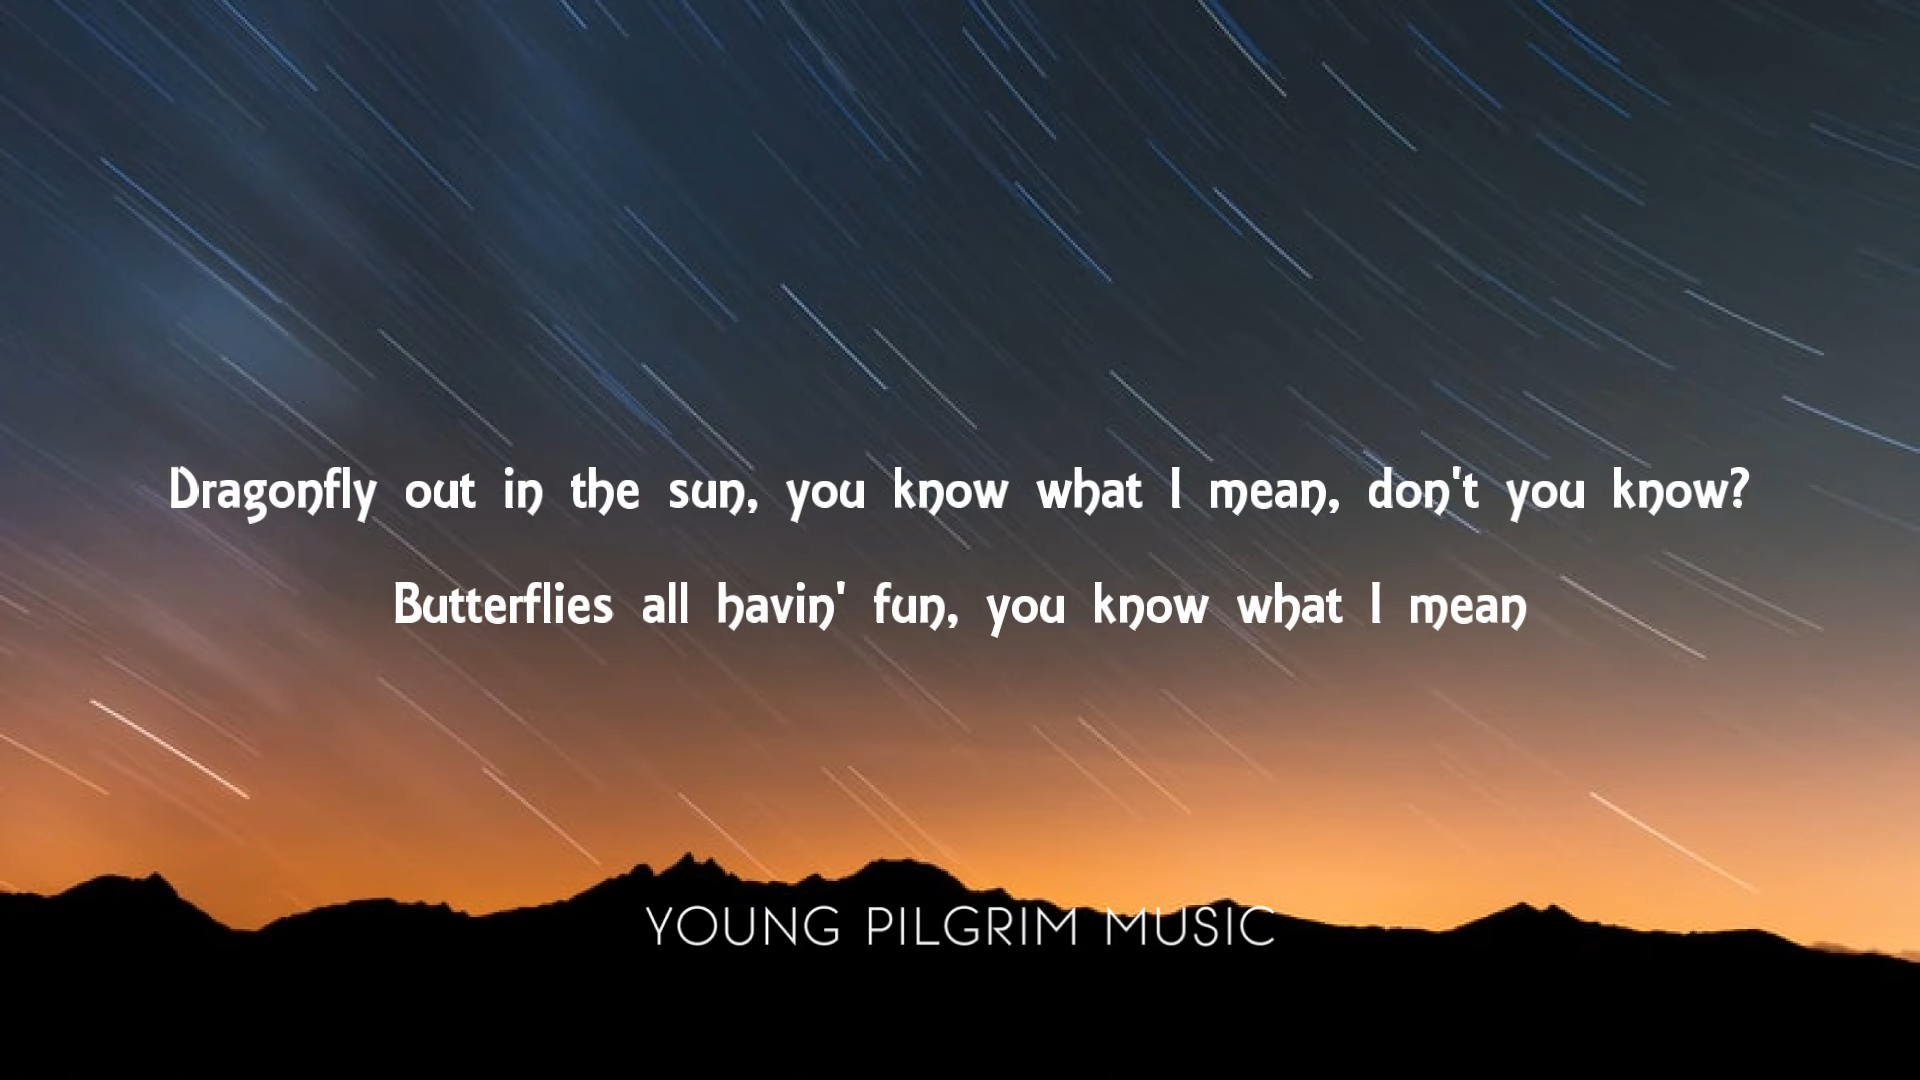 Dragonfly out in the sun, you know what I mean, don't you know?
Butterflies all havin' fun, you know what I mean
YOUNG PILGRIM MUSIC